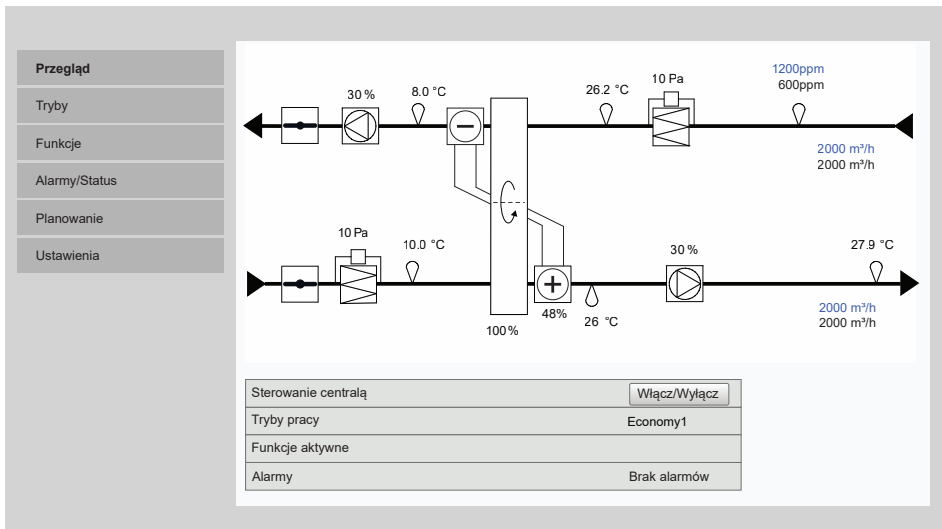 Przegląd
Tryby
Funkcje
Alarmy/Status
Planowanie
Ustawienia
30 %
8.0 °C
26.2 °C
10 Pa
1200ppm
600ppm
2000 m³/h
2000 m³/h
10 Pa
10.0 °C
100 %
48%
26 °C
30 %
27.9 °C
2000 m³/h
2000 m³/h
Sterowanie centralą Włącz/Wyłącz
Tryby pracy Economy1
Funkcje aktywne
Alarmy Brak alarmów